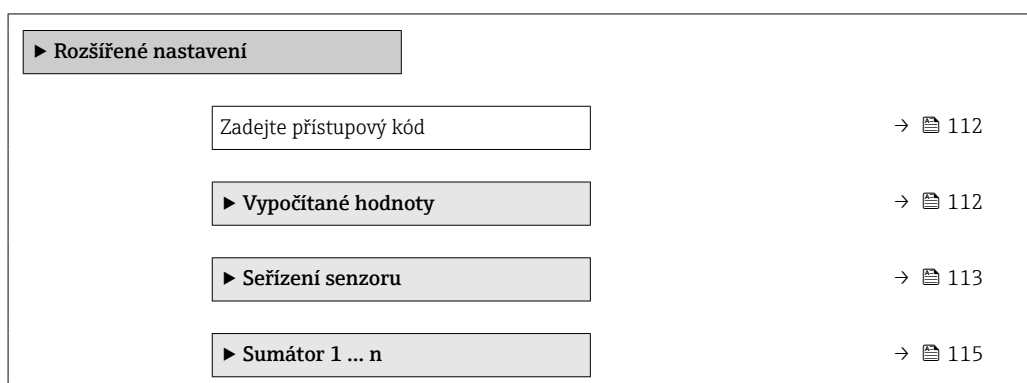 ▶ Rozšířené nastavení
Zadejte přístupový kód → 112
▶ Vypočítané hodnoty → 112
▶ Seřízení senzoru → 113
▶ Sumátor 1 ... n → 115